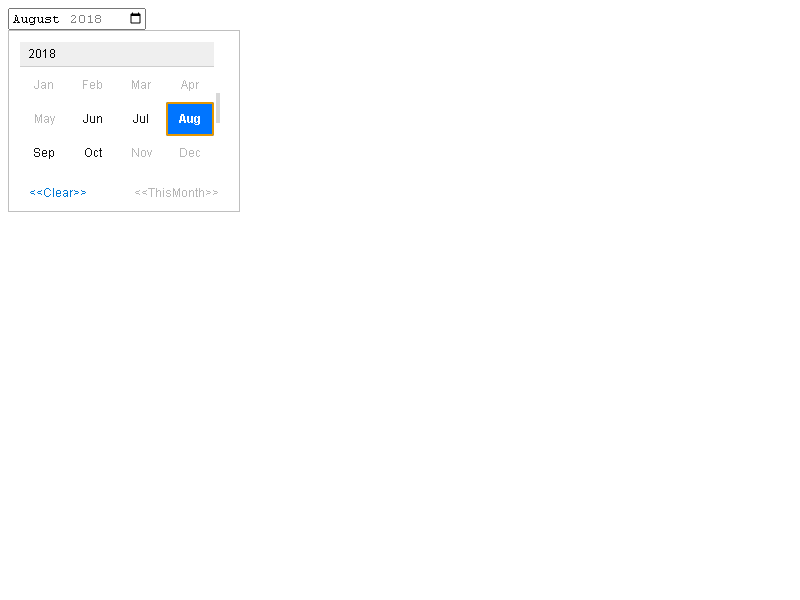 August 2018
2018
Jan Feb Mar Apr
May Jun Jul Aug
Sep Oct Nov Dec
<<Clear>> <<ThisMonth>>